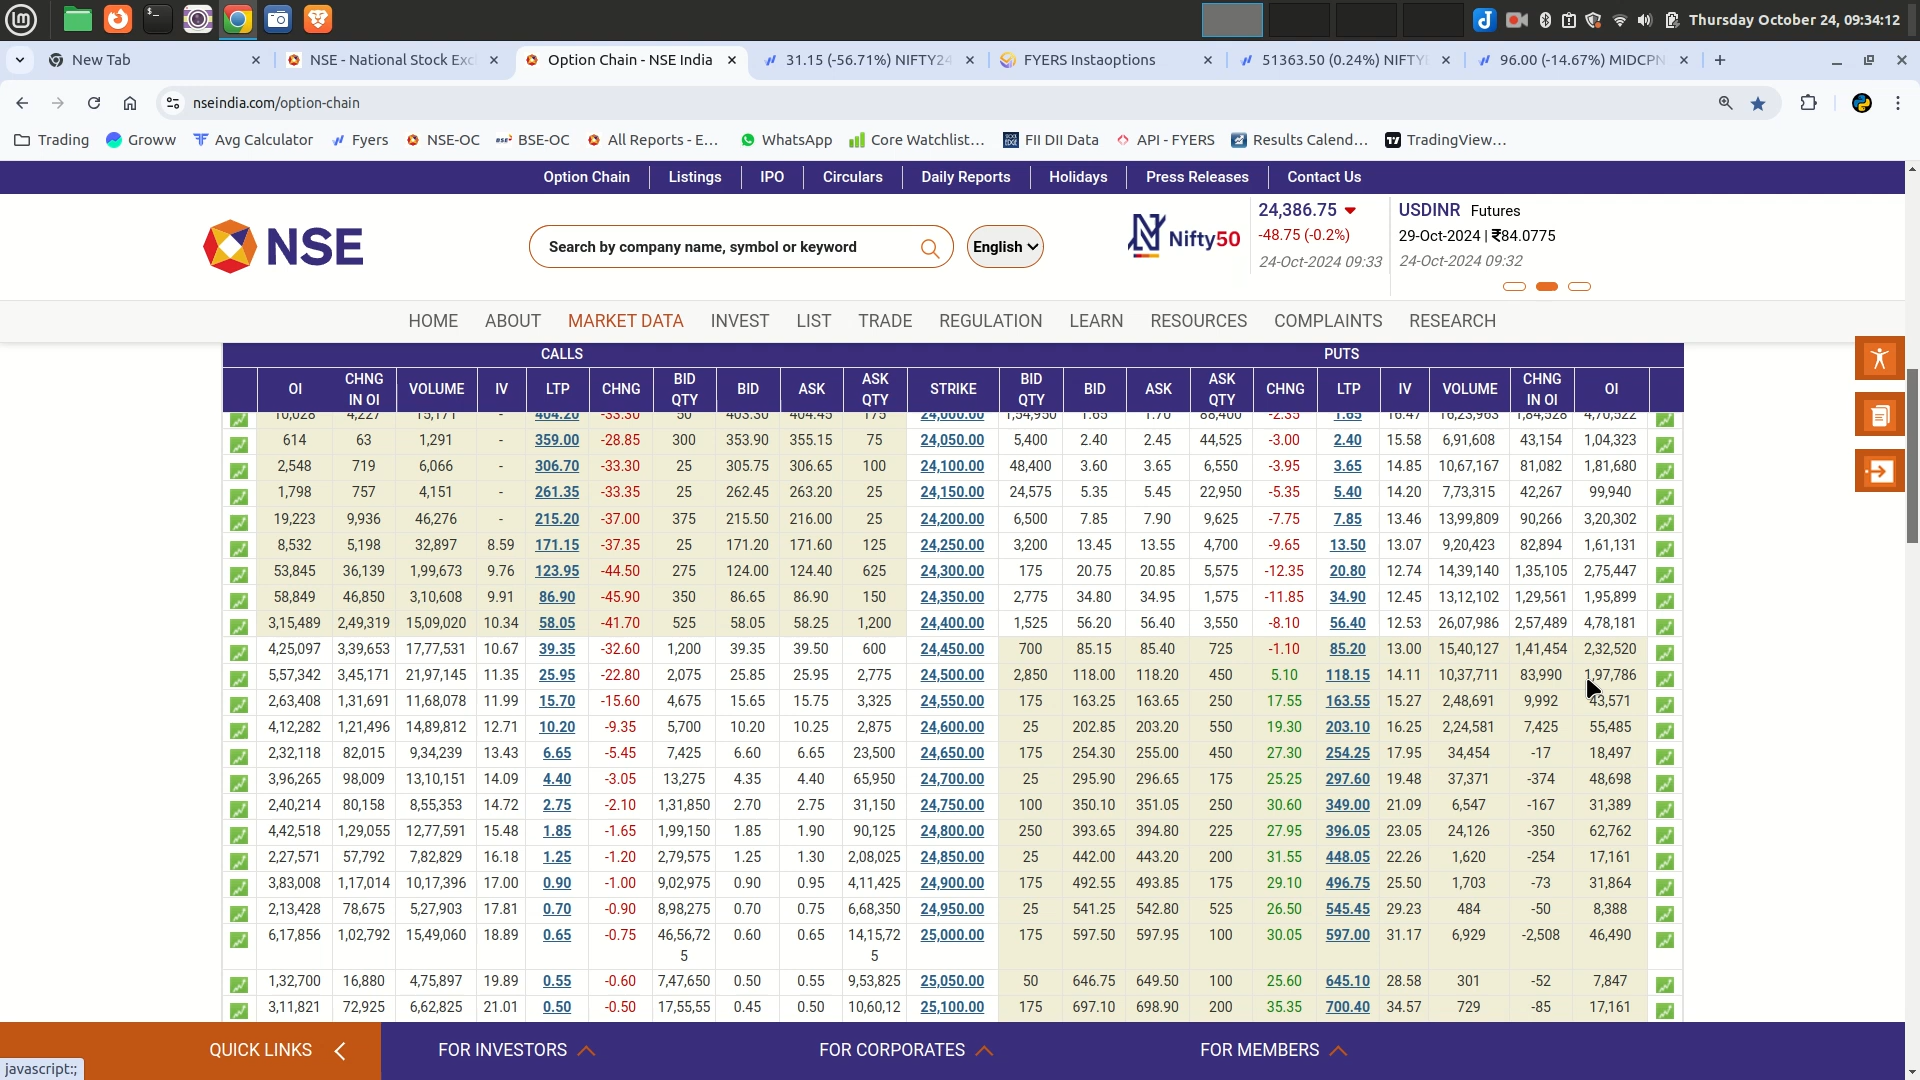 Thursday October 24, 09:34:12
New Tab
NSE - National Stock Exc
Option Chain - NSE India
31.15 (-56.71%) NIFTY24
FYERS Instaoptions
51363.50 (0.24%) NIFTYB
96.00 (-14.67%) MIDCPN
nseindia.com/option-chain
Trading Groww Avg Calculator Fyers NSE-OC BSE-OC All Reports - E... WhatsApp Core Watchlist... FII DII Data API - FYERS Results Calend... TradingView...
Option Chain Listings IPO Circulars Daily Reports Holidays Press Releases Contact Us
NSE
Search by company name, symbol or keyword
English
Nifty50
24,386.75
-48.75 (-0.2%)
24-Oct-2024 09:33
USDINR Futures
29-Oct-2024 | ₹84.0775
24-Oct-2024 09:32
HOME ABOUT MARKET DATA INVEST LIST TRADE REGULATION LEARN RESOURCES COMPLAINTS RESEARCH
CALLS PUTS
OI CHNG IN OI VOLUME IV LTP CHNG BID QTY BID ASK ASK QTY STRIKE BID QTY BID ASK ASK QTY CHNG LTP IV VOLUME CHNG IN OI OI
10,028 4,227 15,171 - 404.20 -33.30 50 403.30 404.45 175 24,000.00 1,54,950 1.65 1.70 88,400 -2.35 1.65 16.47 16,23,963 1,84,528 4,70,522
614 63 1,291 - 359.00 -28.85 300 353.90 355.15 75 24,050.00 5,400 2.40 2.45 44,525 -3.00 2.40 15.58 6,91,608 43,154 1,04,323
2,548 719 6,066 - 306.70 -33.30 25 305.75 306.65 100 24,100.00 48,400 3.60 3.65 6,550 -3.95 3.65 14.85 10,67,167 81,082 1,81,680
1,798 757 4,151 - 261.35 -33.35 25 262.45 263.20 25 24,150.00 24,575 5.35 5.45 22,950 -5.35 5.40 14.20 7,73,315 42,267 99,940
19,223 9,936 46,276 - 215.20 -37.00 375 215.50 216.00 25 24,200.00 6,500 7.85 7.90 9,625 -7.75 7.85 13.46 13,99,809 90,266 3,20,302
8,532 5,198 32,897 8.59 171.15 -37.35 25 171.20 171.60 125 24,250.00 3,200 13.45 13.55 4,700 -9.65 13.50 13.07 9,20,423 82,894 1,61,131
53,845 36,139 1,99,673 9.76 123.95 -44.50 275 124.00 124.40 625 24,300.00 175 20.75 20.85 5,575 -12.35 20.80 12.74 14,39,140 1,35,105 2,75,447
58,849 46,850 3,10,608 9.91 86.90 -45.90 350 86.65 86.90 150 24,350.00 2,775 34.80 34.95 1,575 -11.85 34.90 12.45 13,12,102 1,29,561 1,95,899
3,15,489 2,49,319 15,09,020 10.34 58.05 -41.70 525 58.05 58.25 1,200 24,400.00 1,525 56.20 56.40 3,550 -8.10 56.40 12.53 26,07,986 2,57,489 4,78,181
4,25,097 3,39,653 17,77,531 10.67 39.35 -32.60 1,200 39.35 39.50 600 24,450.00 700 85.15 85.40 725 -1.10 85.20 13.00 15,40,127 1,41,454 2,32,520
5,57,342 3,45,171 21,97,145 11.35 25.95 -22.80 2,075 25.85 25.95 2,775 24,500.00 2,850 118.00 118.20 450 5.10 118.15 14.11 10,37,711 83,990 1,97,786
2,63,408 1,31,691 11,68,078 11.99 15.70 -15.60 4,675 15.65 15.75 3,325 24,550.00 175 163.25 163.65 250 17.55 163.55 15.27 2,48,691 9,992 43,571
4,12,282 1,21,496 14,89,812 12.71 10.20 -9.35 5,700 10.20 10.25 2,875 24,600.00 25 202.85 203.20 550 19.30 203.10 16.25 2,24,581 7,425 55,485
2,32,118 82,015 9,34,239 13.43 6.65 -5.45 7,425 6.60 6.65 23,500 24,650.00 175 254.30 255.00 450 27.30 254.25 17.95 34,454 -17 18,497
3,96,265 98,009 13,10,151 14.09 4.40 -3.05 13,275 4.35 4.40 65,950 24,700.00 25 295.90 296.65 175 25.25 297.60 19.48 37,371 -374 48,698
2,40,214 80,158 8,55,353 14.72 2.75 -2.10 1,31,850 2.70 2.75 31,150 24,750.00 100 350.10 351.05 250 30.60 349.00 21.09 6,547 -167 31,389
4,42,518 1,29,055 12,77,591 15.48 1.85 -1.65 1,99,150 1.85 1.90 90,125 24,800.00 250 393.65 394.80 225 27.95 396.05 23.05 24,126 -350 62,762
2,27,571 57,792 7,82,829 16.18 1.25 -1.20 2,79,575 1.25 1.30 2,08,025 24,850.00 25 442.00 443.20 200 31.55 448.05 22.26 1,620 -254 17,161
3,83,008 1,17,014 10,17,396 17.00 0.90 -1.00 9,02,975 0.90 0.95 4,11,425 24,900.00 175 492.55 493.85 175 29.10 496.75 25.50 1,703 -73 31,864
2,13,428 78,675 5,27,903 17.81 0.70 -0.90 8,98,275 0.70 0.75 6,68,350 24,950.00 25 541.25 542.80 525 26.50 545.45 29.23 484 -50 8,388
6,17,856 1,02,792 15,49,060 18.89 0.65 -0.75 46,56,725 0.60 0.65 14,15,725 25,000.00 175 597.50 597.95 100 30.05 597.00 31.17 6,929 -2,508 46,490
1,32,700 16,880 4,75,897 19.89 0.55 -0.60 7,47,650 0.50 0.55 9,53,825 25,050.00 50 646.75 649.50 100 25.60 645.10 28.58 301 -52 7,847
3,11,821 72,925 6,62,825 21.01 0.50 -0.50 17,55,55 0.45 0.50 10,60,12 25,100.00 175 697.10 698.90 200 35.35 700.40 34.57 729 -85 17,161
QUICK LINKS FOR INVESTORS FOR CORPORATES FOR MEMBERS
javascript:;